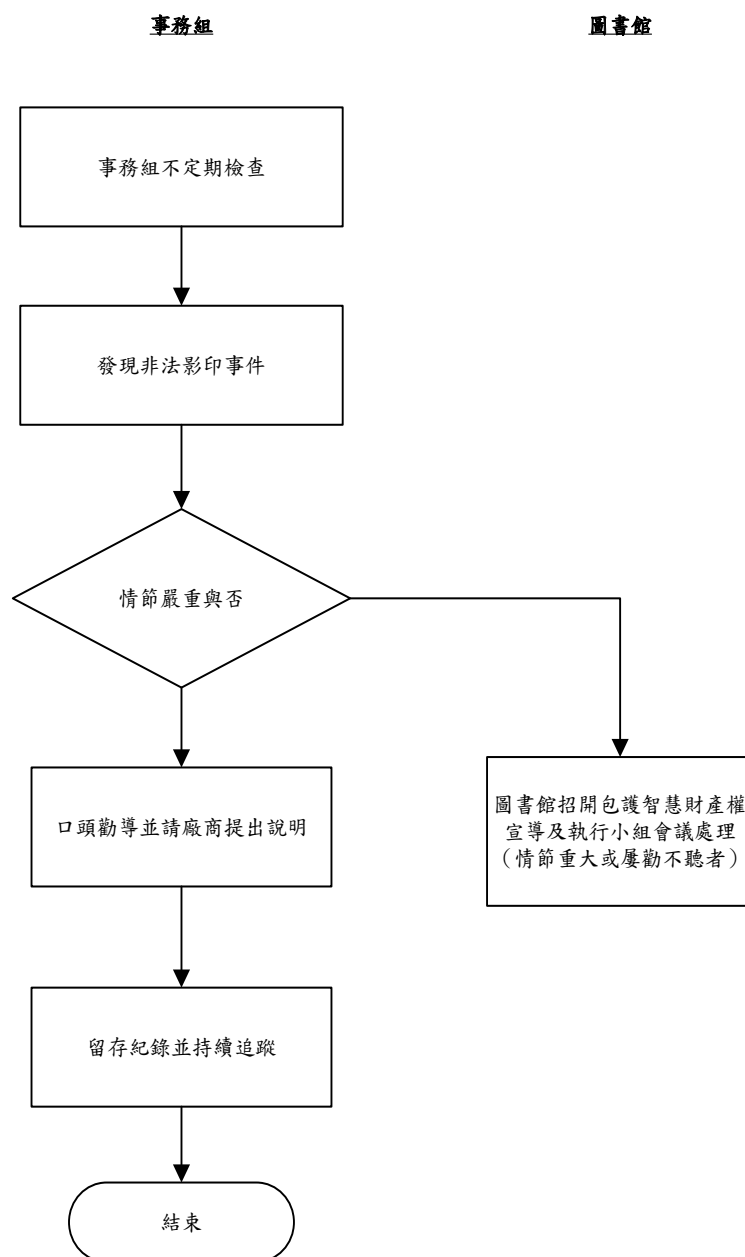 事務組
圖書館
事務組不定期檢查
發現非法影印事件
情節嚴重與否
口頭勸導並請廠商提出說明
圖書館招開包護智慧財產權
宣導及執行小組會議處理
（情節重大或屢勸不聽者）
留存紀錄並持續追蹤
結束